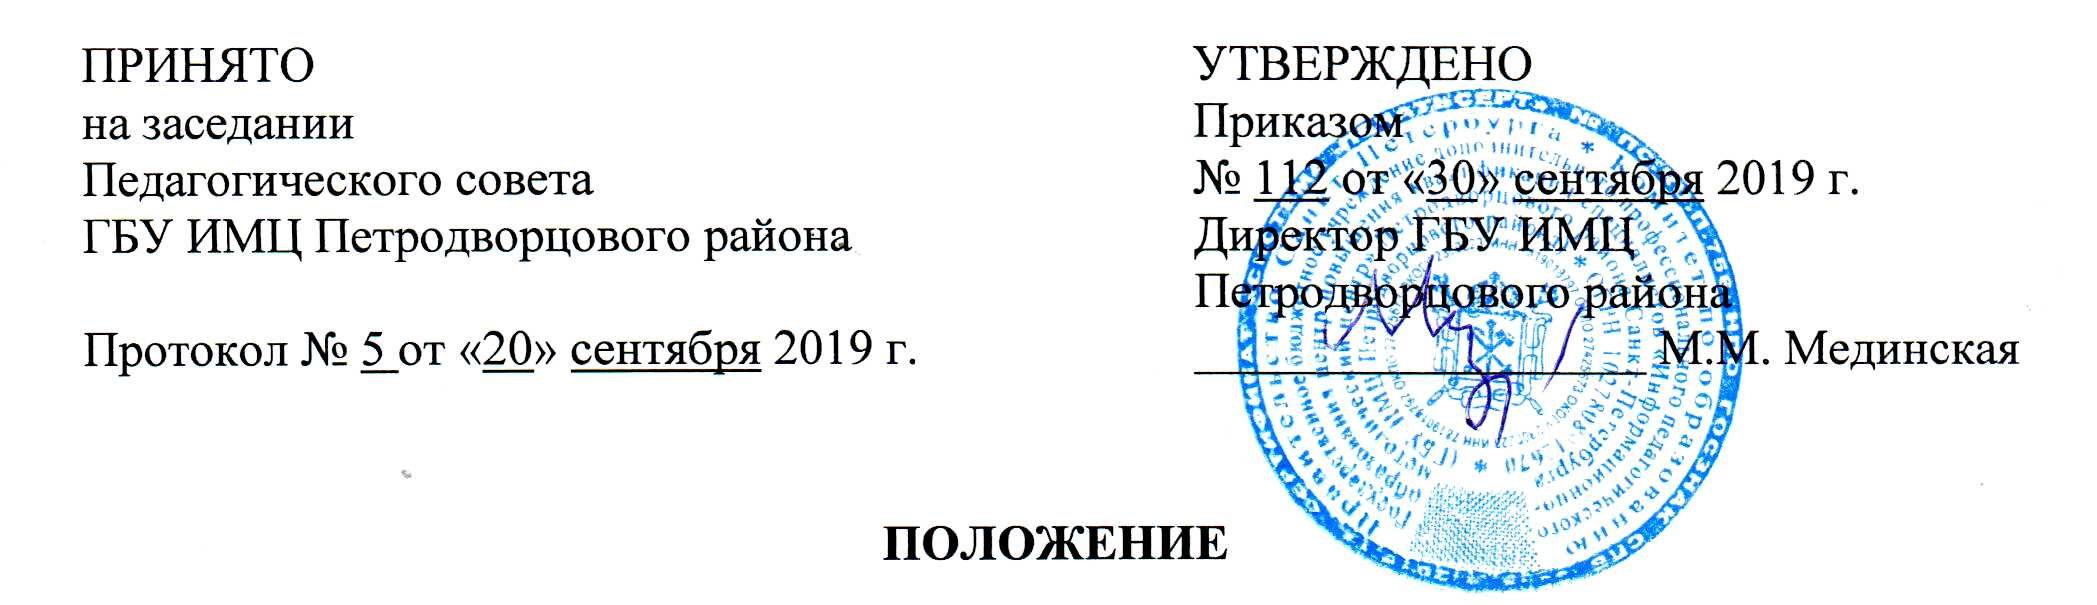 ПРИНЯТО
на заседании
Педагогического совета
ГБУ ИМЦ Петродворцового района
Протокол № 5 от «20» сентября 2019 г.
УТВЕРЖДЕНО
Приказом
№ 112 от «30» сентября 2019 г.
Директор ГБУ ИМЦ
Петродворцового района
М.М. Мединская
ПОЛОЖЕНИЕ